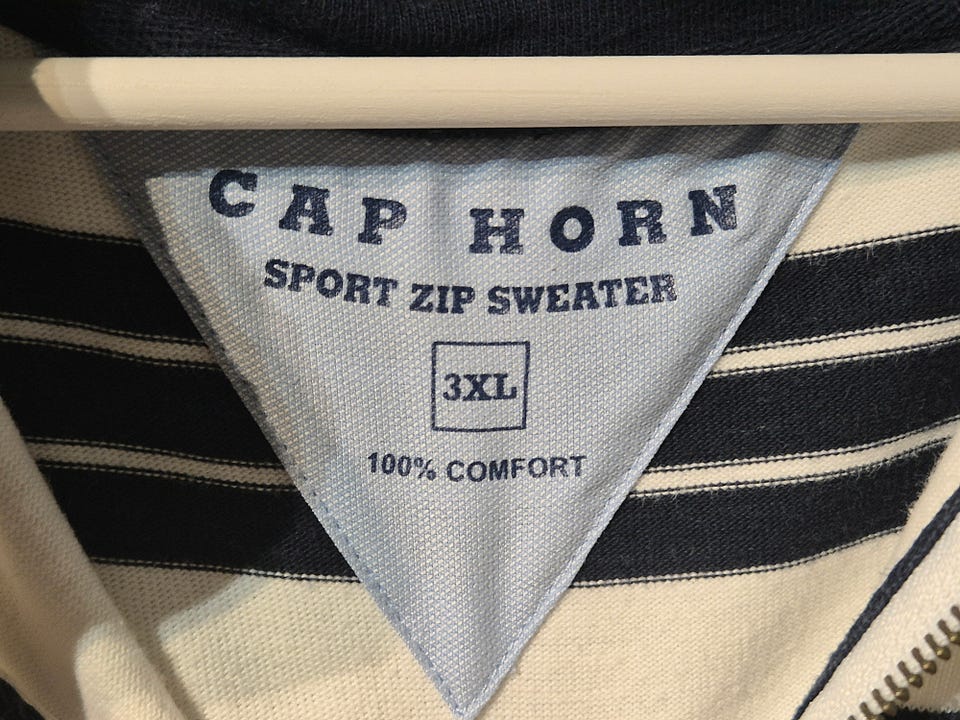 CAP HORN
SPORT ZIP SWEATER
3XL
100% COMFORT